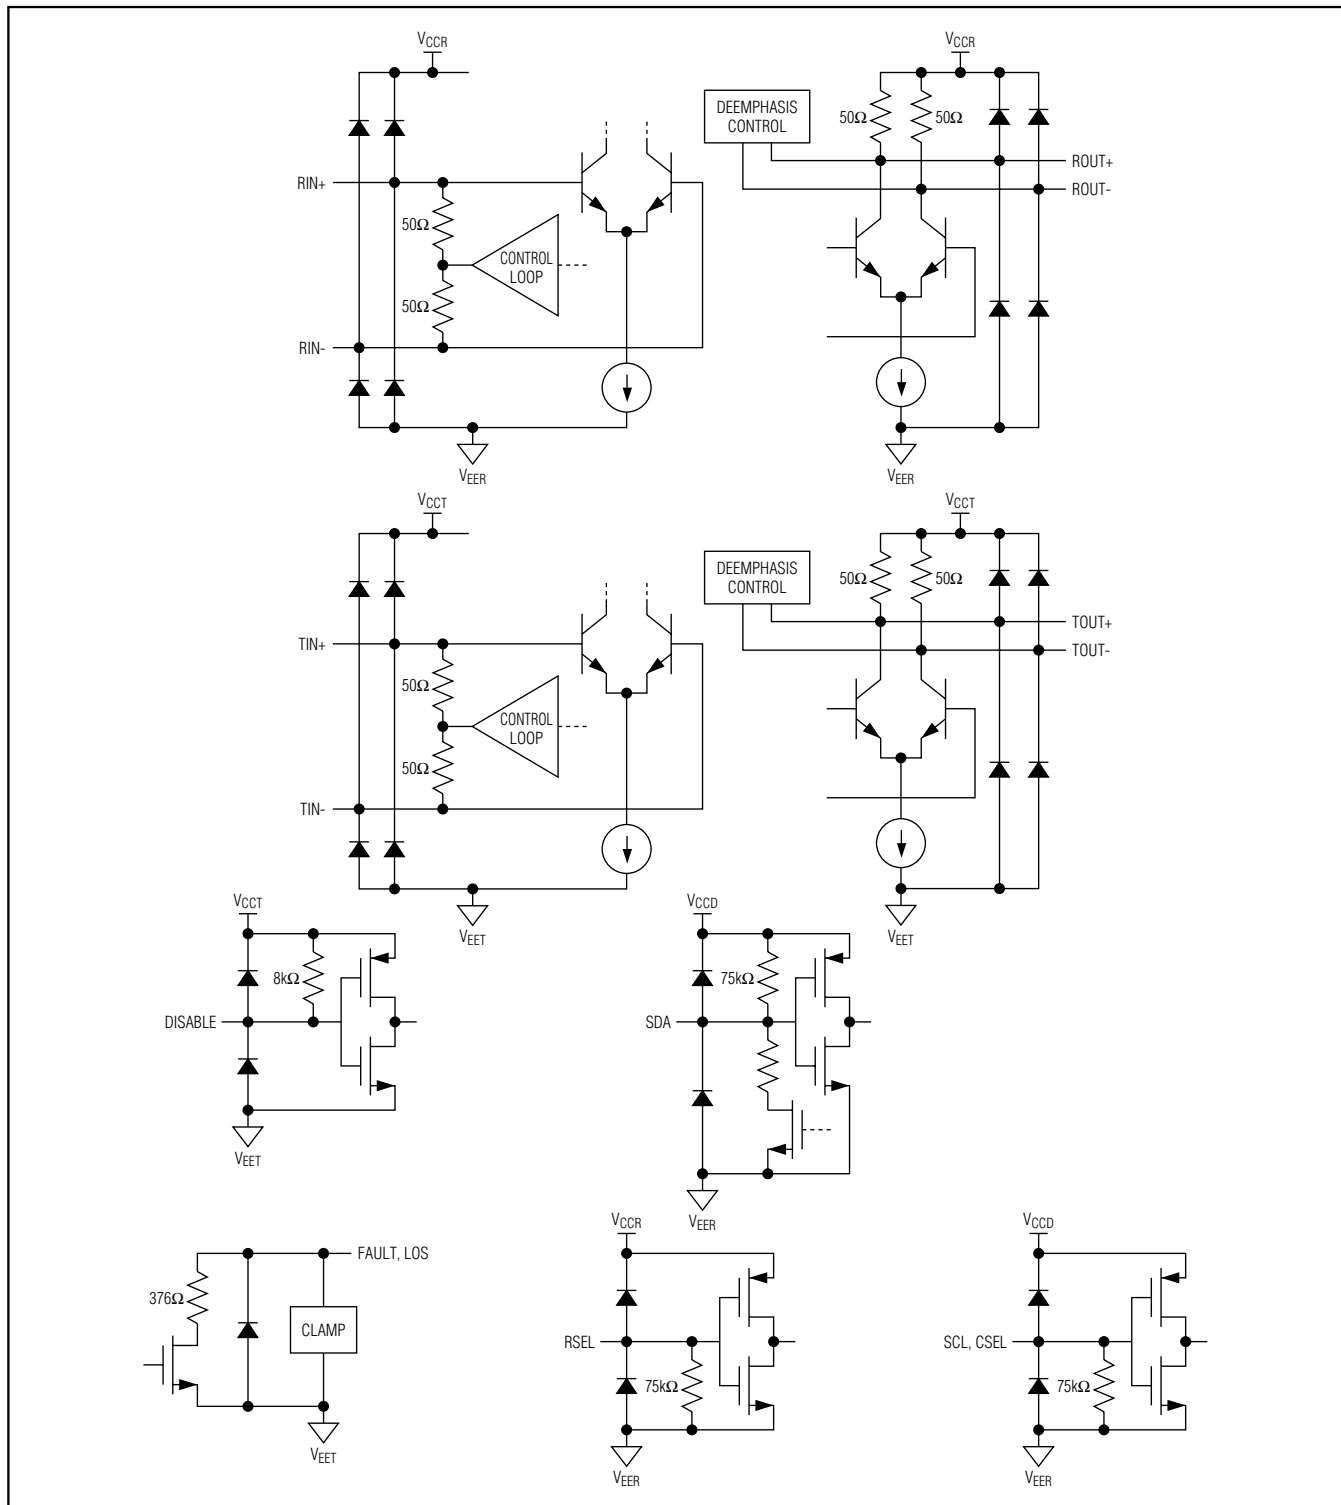 VCCR
VCCR
DEEMPHASIS
CONTROL
50Ω
50Ω
ROUT+
RIN+
ROUT-
50Ω
CONTROL
LOOP
50Ω
RIN-
VEER
VEER
VCCT
VCCT
DEEMPHASIS
CONTROL
50Ω
50Ω
TOUT+
TIN+
TOUT-
50Ω
CONTROL
LOOP
50Ω
TIN-
VEET
VEET
VCCT
8kΩ
DISABLE
VEET
VCCD
75kΩ
SDA
VEER
FAULT, LOS
376Ω
CLAMP
VEET
VCCR
RSEL
75kΩ
VEER
VCCD
SCL, CSEL
75kΩ
VEER